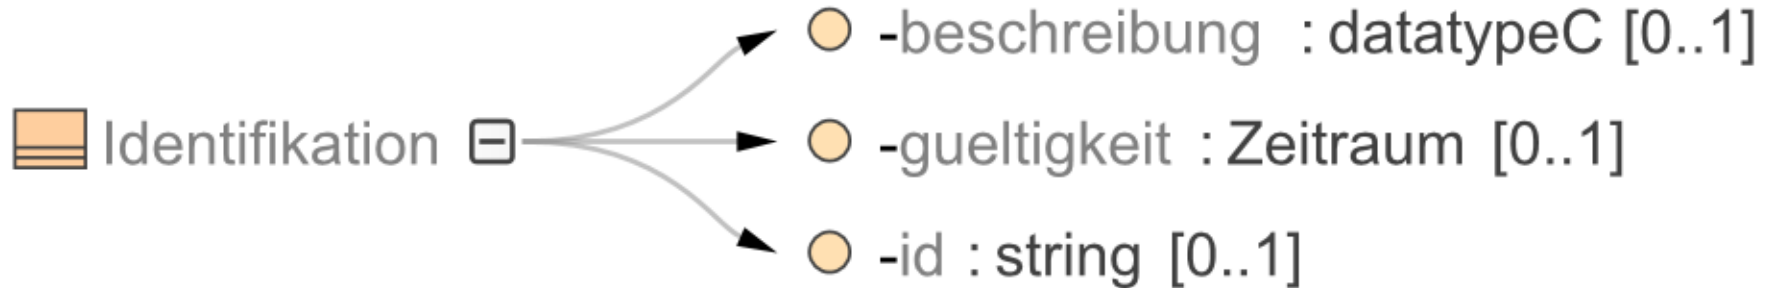 -beschreibung : datatypeC [0..1]
Identifikation -gueltigkeit : Zeitraum [0..1]
-id : string [0..1]